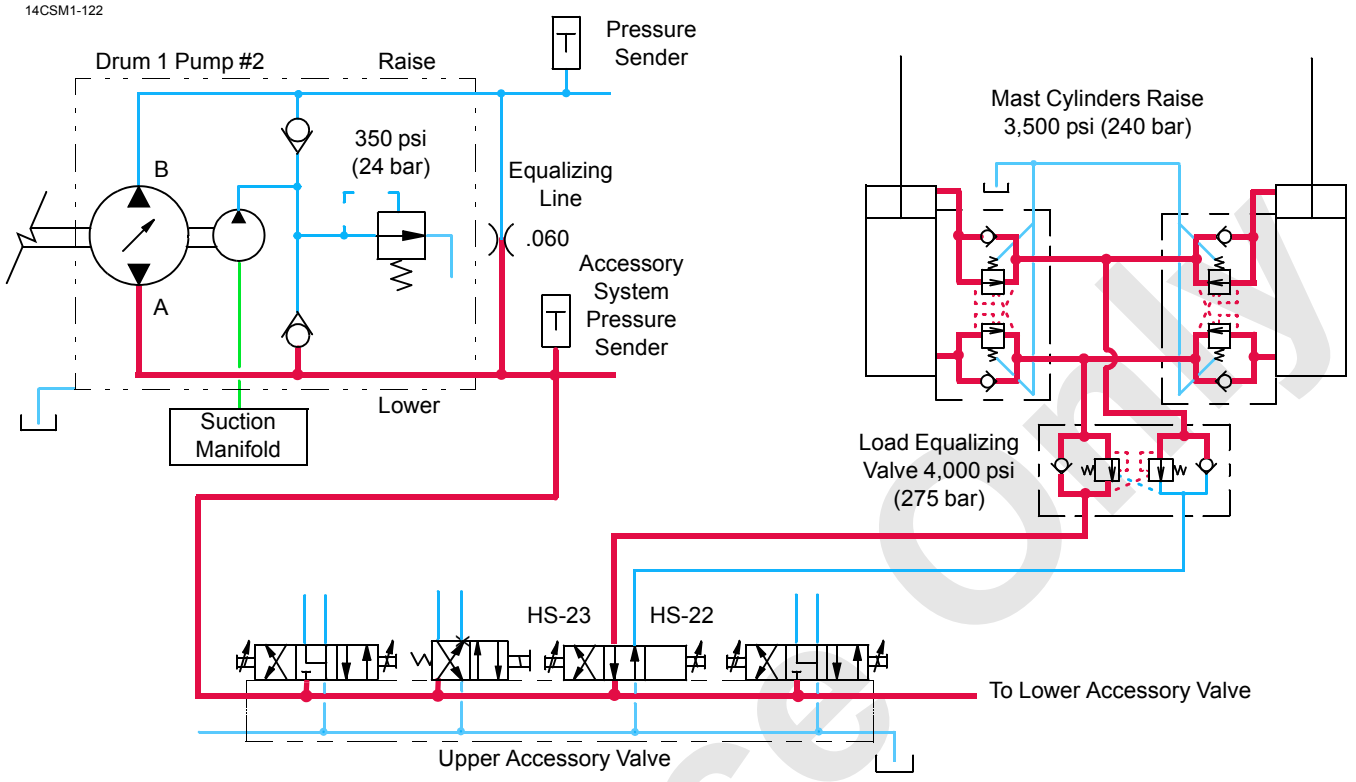 14CSM1-122
Drum 1 Pump #2
Raise
Pressure
Sender
B
A
350 psi
(24 bar)
Equalizing
Line
.060
T
T
Accessory
System
Pressure
Sender
Lower
Suction
Manifold
Mast Cylinders Raise
3,500 psi (240 bar)
Load Equalizing
Valve 4,000 psi
(275 bar)
HS-23
HS-22
To Lower Accessory Valve
Upper Accessory Valve